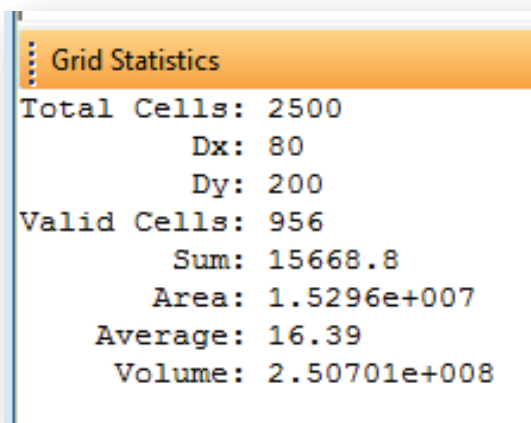 Grid Statistics
Total Cells: 2500
Dx: 80
Dy: 200
Valid Cells: 956
Sum: 15668.8
Area: 1.5296e+007
Average: 16.39
Volume: 2.50701e+008